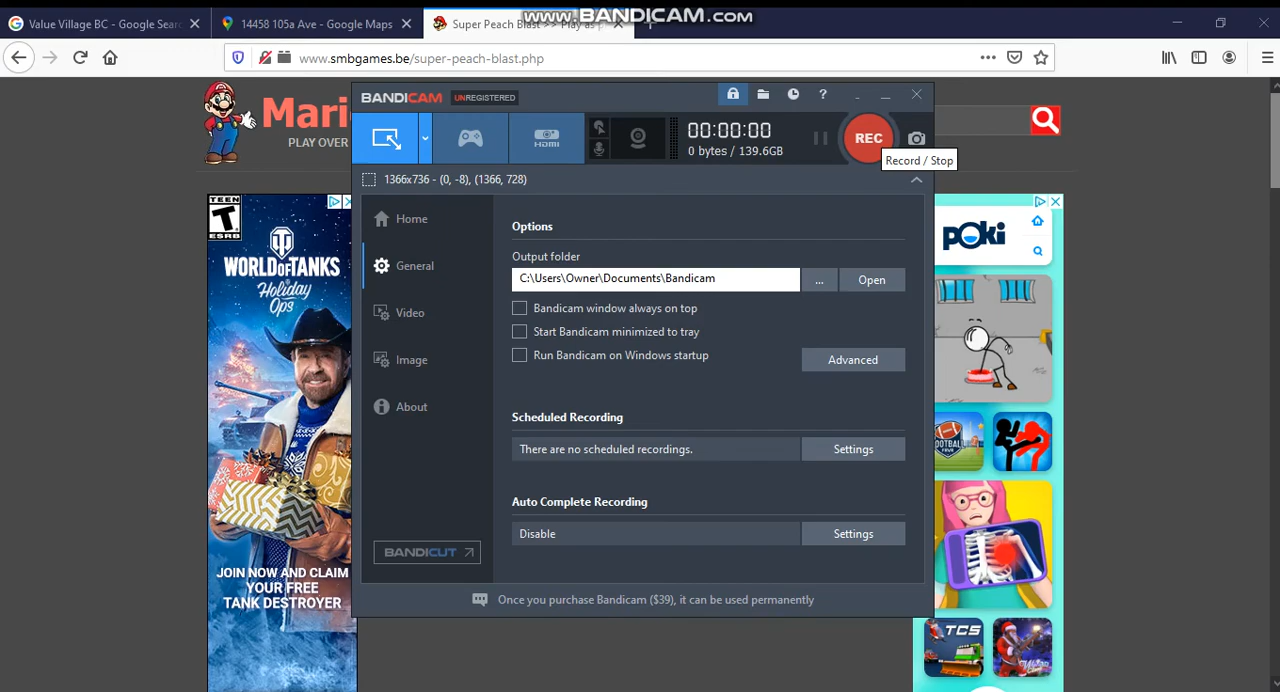 Value Village BC - Google Sear
14458 105a Ave - Google Maps
Super Peach Blast >> Play as
www.BANDICAM.com
www.smbgames.be/super-peach-blast.php
Mari
PLAY OVER
BANDICAM UNREGISTERED
?
HDMI
00:00:00
0 bytes / 139.6GB
REC
Record / Stop
1366x736 - (0, -8), (1366, 728)
Home
General
Video
Image
About
BANDICUT
Options
Output folder
C:\Users\Owner\Documents\Bandicam
...
Open
Bandicam window always on top
Start Bandicam minimized to tray
Run Bandicam on Windows startup
Advanced
Scheduled Recording
There are no scheduled recordings.
Settings
Auto Complete Recording
Disable
Settings
Once you purchase Bandicam ($39), it can be used permanently
TEEN
T
ESRB
WORLD OF TANKS
Holiday
Ops
JOIN NOW AND CLAIM
YOUR FREE
TANK DESTROYER
POKI
FOOTBALL
FIVE
TCS